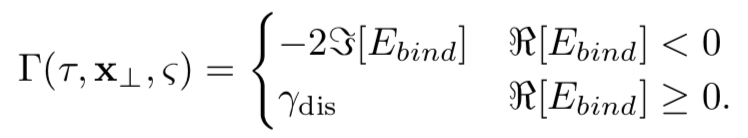 Γ(τ, x⊥, ς) = { −2ℑ[E_bind]   ℜ[E_bind] < 0
γ_dis   ℜ[E_bind] ≥ 0.